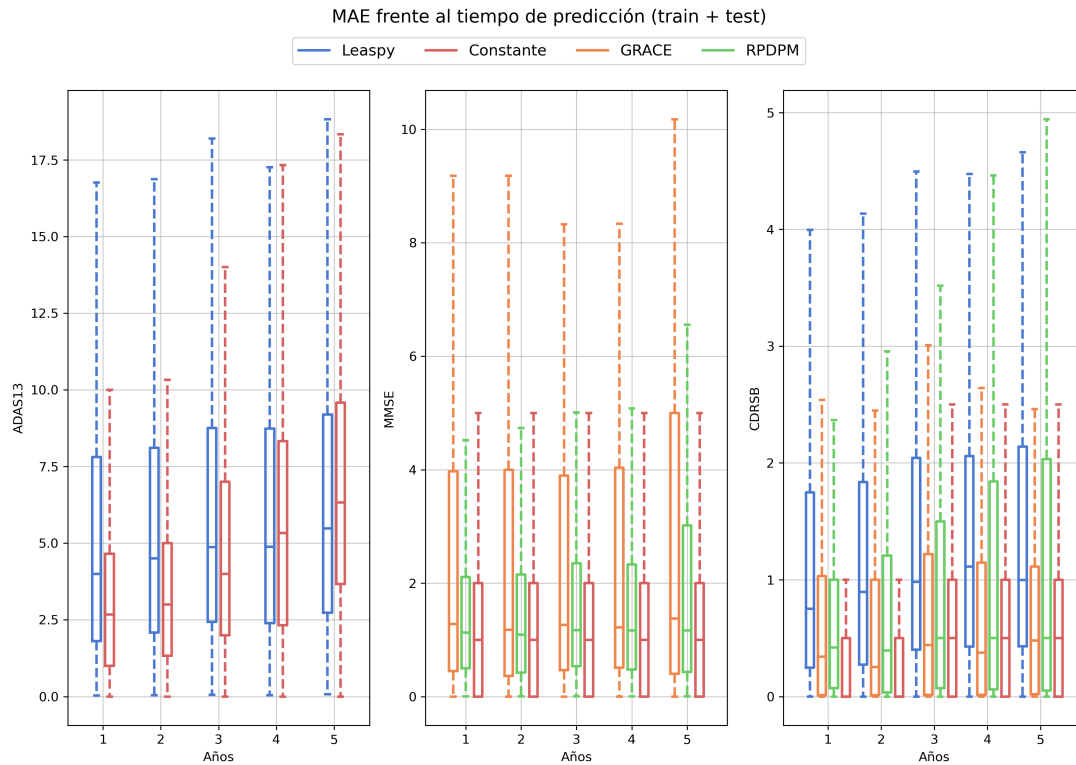 MAE frente al tiempo de predicción (train + test)
Leaspy Constante GRACE RPDPM
ADAS13
17.5
15.0
12.5
10.0
7.5
5.0
2.5
0.0
1 2 3 4 5
Años
MMSE
10
8
6
4
2
0
1 2 3 4 5
Años
CDRSB
5
4
3
2
1
0
1 2 3 4 5
Años